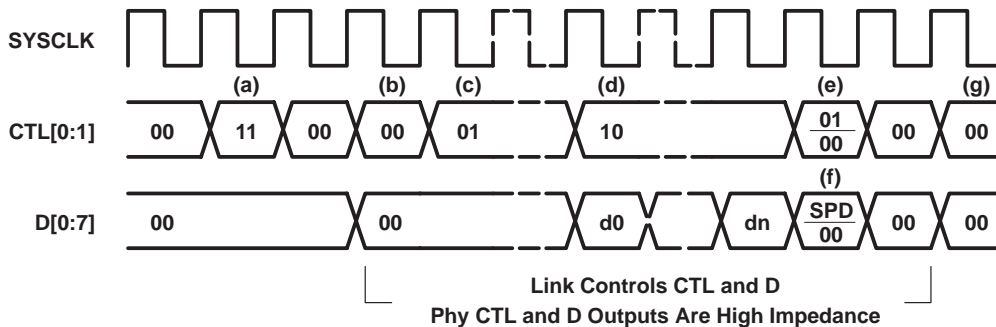 SYSCLK
(a) (b) (c) (d) (e) (g)
CTL[0:1] 00 11 00 00 01 10 01 00 00 00
(f)
D[0:7] 00 00 d0 dn SPD 00 00 00
Link Controls CTL and D
Phy CTL and D Outputs Are High Impedance